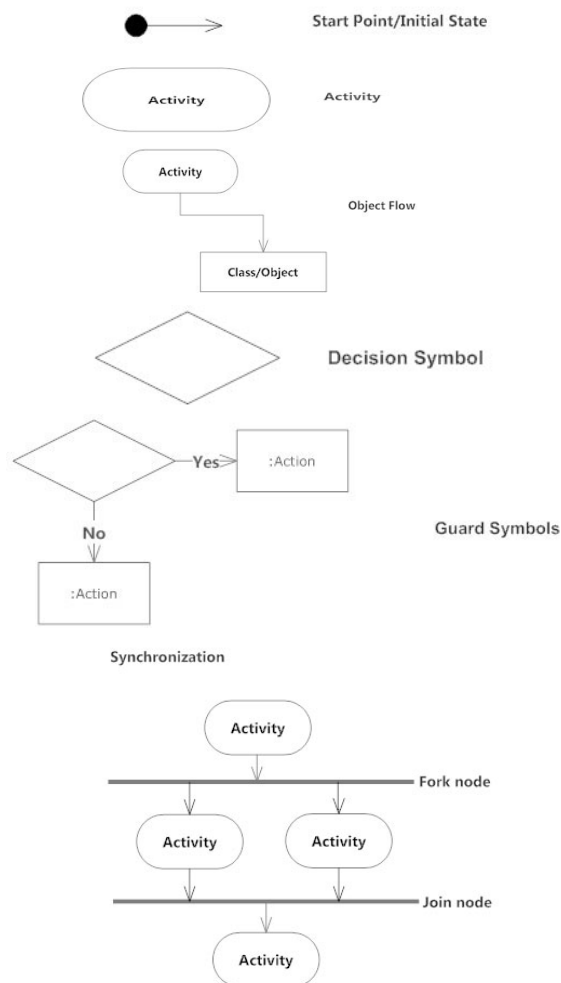 Start Point/Initial State
Activity
Activity
Activity
Object Flow
Class/Object
Decision Symbol
Yes
:Action
No
Guard Symbols
:Action
Synchronization
Activity
Fork node
Activity
Activity
Join node
Activity